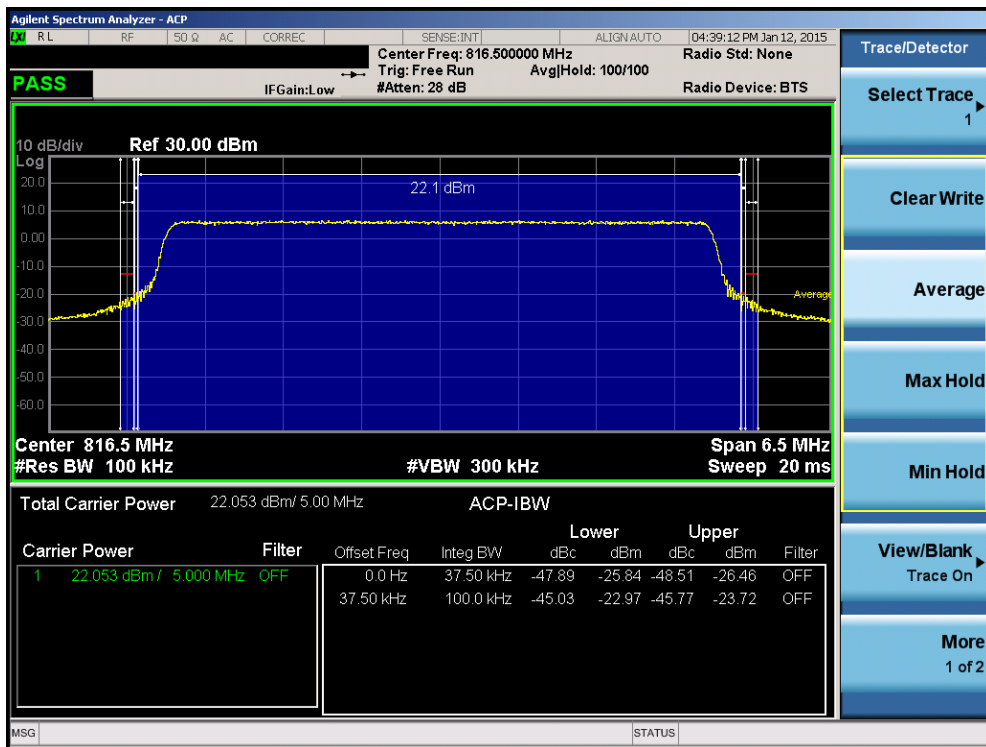 Agilent Spectrum Analyzer - ACP
LXI RL RF 50 Ω AC CORREC SENSE:INT ALIGN AUTO 04:39:12 PM Jan 12, 2015
Center Freq: 816.500000 MHz Radio Std: None
Trig: Free Run Avg|Hold: 100/100
PASS IFGain:Low #Atten: 28 dB Radio Device: BTS
10 dB/div Ref 30.00 dBm
Log
20.0
22.1 dBm
10.0
0.00
-10.0
-20.0
Average
-30.0
-40.0
-50.0
-60.0
Center 816.5 MHz Span 6.5 MHz
#Res BW 100 kHz #VBW 300 kHz Sweep 20 ms
Total Carrier Power 22.053 dBm/ 5.00 MHz ACP-IBW
Lower Upper
Carrier Power Filter Offset Freq Integ BW dBc dBm dBc dBm Filter
1 22.053 dBm / 5.000 MHz OFF 0.0 Hz 37.50 kHz -47.89 -25.84 -48.51 -26.46 OFF
37.50 kHz 100.0 kHz -45.03 -22.97 -45.77 -23.72 OFF
MSG STATUS
Trace/Detector
Select Trace
1
Clear Write
Average
Max Hold
Min Hold
View/Blank
Trace On
More
1 of 2